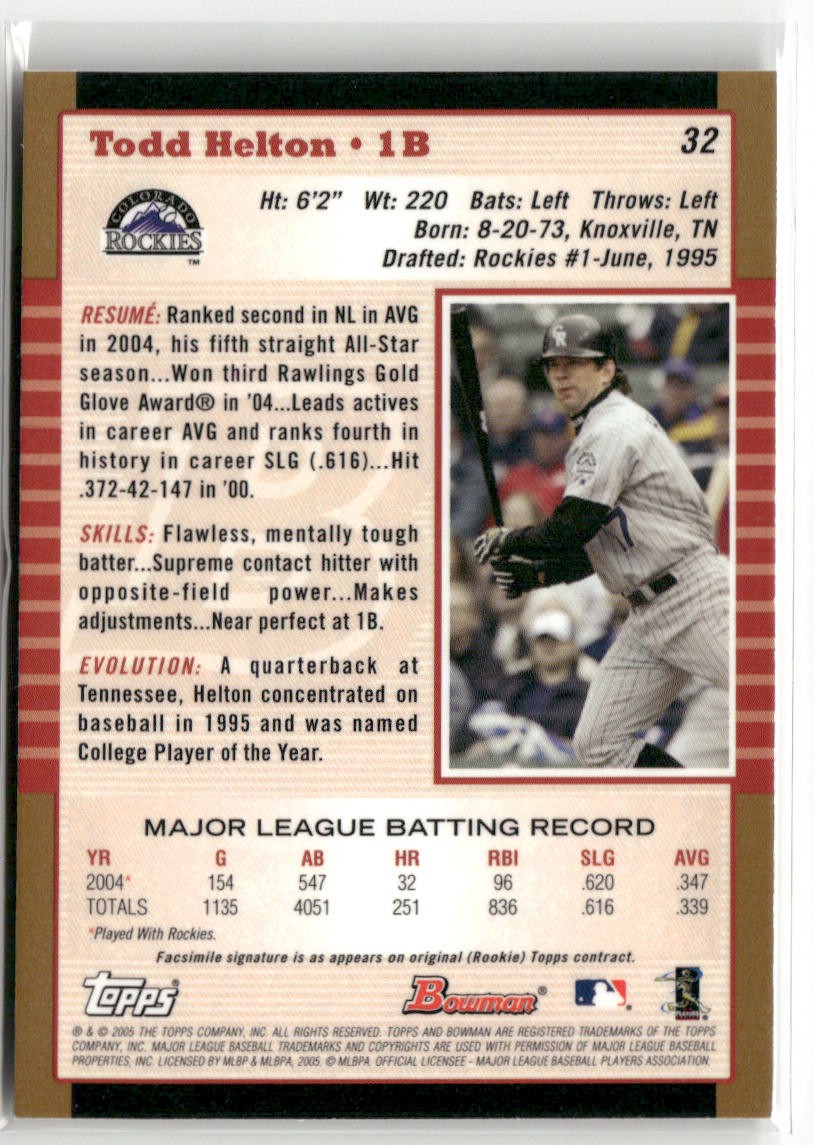 Todd Helton • 1B
32
COLORADO
ROCKIES
™
Ht: 6'2" Wt: 220 Bats: Left Throws: Left
Born: 8-20-73, Knoxville, TN
Drafted: Rockies #1-June, 1995
RESUMÉ: Ranked second in NL in AVG
in 2004, his fifth straight All-Star
season...Won third Rawlings Gold
Glove Award® in '04...Leads actives
in career AVG and ranks fourth in
history in career SLG (.616)...Hit
.372-42-147 in '00.
SKILLS: Flawless, mentally tough
batter...Supreme contact hitter with
opposite-field power...Makes
adjustments...Near perfect at 1B.
EVOLUTION: A quarterback at
Tennessee, Helton concentrated on
baseball in 1995 and was named
College Player of the Year.
CR
7
MAJOR LEAGUE BATTING RECORD
YR G AB HR RBI SLG AVG
2004* 154 547 32 96 .620 .347
TOTALS 1135 4051 251 836 .616 .339
*Played With Rockies.
Facsimile signature is as appears on original (Rookie) Topps contract.
Topps®
Bowman®
PLAYERS
® & © 2005 THE TOPPS COMPANY, INC. ALL RIGHTS RESERVED. TOPPS AND BOWMAN ARE REGISTERED TRADEMARKS OF THE TOPPS
COMPANY, INC. MAJOR LEAGUE BASEBALL TRADEMARKS AND COPYRIGHTS ARE USED WITH PERMISSION OF MAJOR LEAGUE BASEBALL
PROPERTIES, INC. LICENSED BY MLBP & MLBPA, 2005. © MLBPA. OFFICIAL LICENSEE - MAJOR LEAGUE BASEBALL PLAYERS ASSOCIATION.